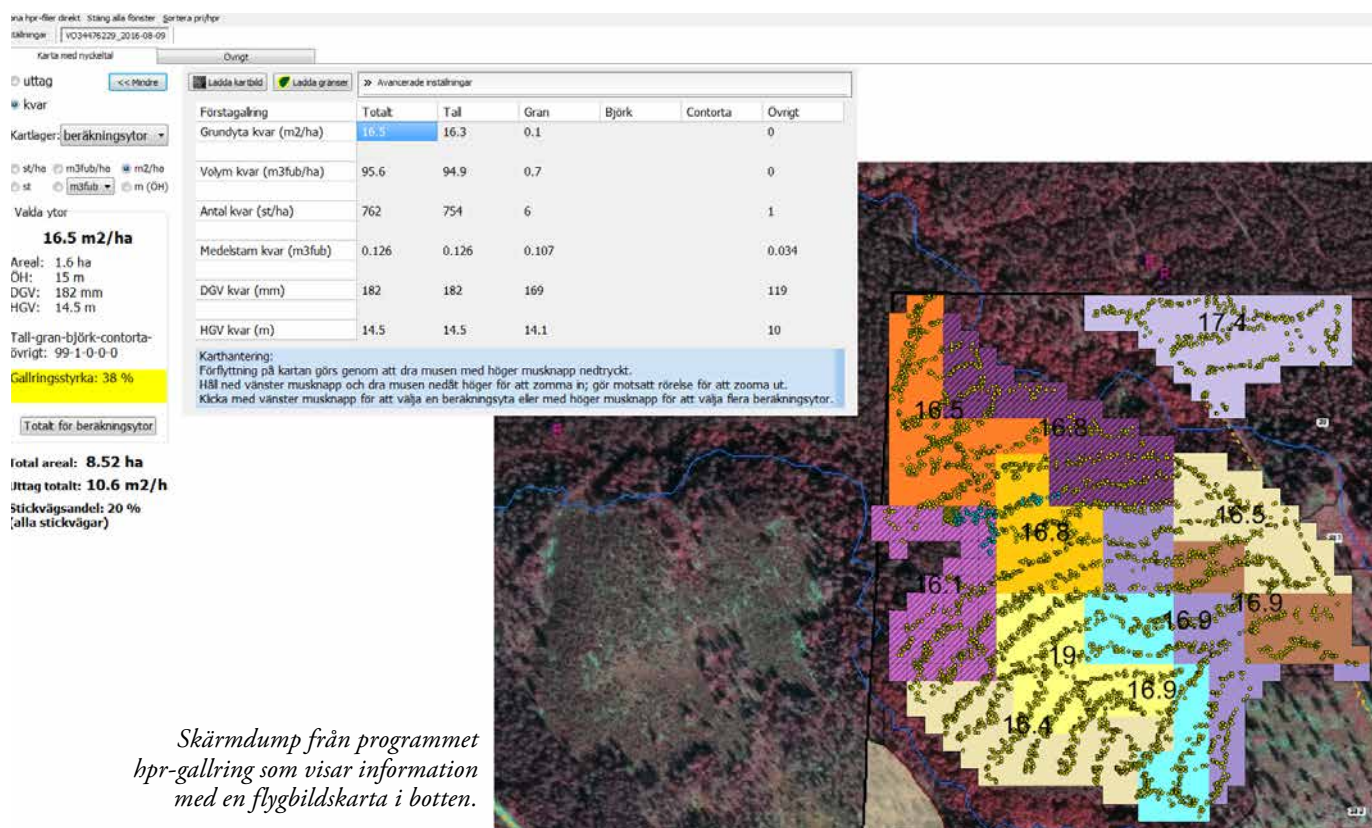 hpr-filer direkt Stäng alla fönster Sortera pri/hpr
VO34476229_2016-08-09
Karta med nyckeltal Övrigt
uttag << Mindre
kvar
Kartlager: beräkningsytor
st/ha m3fub/ha m2/ha
st m3fub m (ÖH)
Valda ytor
16.5 m2/ha
Areal: 1.6 ha
ÖH: 15 m
DGV: 182 mm
HGV: 14.5 m
Tall-gran-björk-contorta-
övrigt: 99-1-0-0-0
Gallringsstyrka: 38 %
Totalt för beräkningsytor
Total areal: 8.52 ha
Uttag totalt: 10.6 m2/h
Stickvägsandel: 20 %
(alla stickvägar)
Ladda kartbild Ladda gränser » Avancerade inställningar
Förstagallring Totalt Tall Gran Björk Contorta Övrigt
Grundyta kvar (m2/ha) 16.5 16.3 0.1 0
Volym kvar (m3fub/ha) 95.6 94.9 0.7 0
Antal kvar (st/ha) 762 754 6 1
Medelstam kvar (m3fub) 0.126 0.126 0.107 0.034
DGV kvar (mm) 182 182 169 119
HGV kvar (m) 14.5 14.5 14.1 10
Karthantering:
Förflyttning på kartan görs genom att dra musen med höger musknapp nedtryckt.
Håll ned vänster musknapp och dra musen nedåt höger för att zomma in; gör motsatt rörelse för att zooma ut.
Klicka med vänster musknapp för att välja en beräkningsyta eller med höger musknapp för att välja flera beräkningsytor.
17.4
16.5
16.8
16.5
16.8
16.1
16.9
16.9
19
16.9
Skärmdump från programmet
hpr-gallring som visar information
med en flygbildskarta i botten.